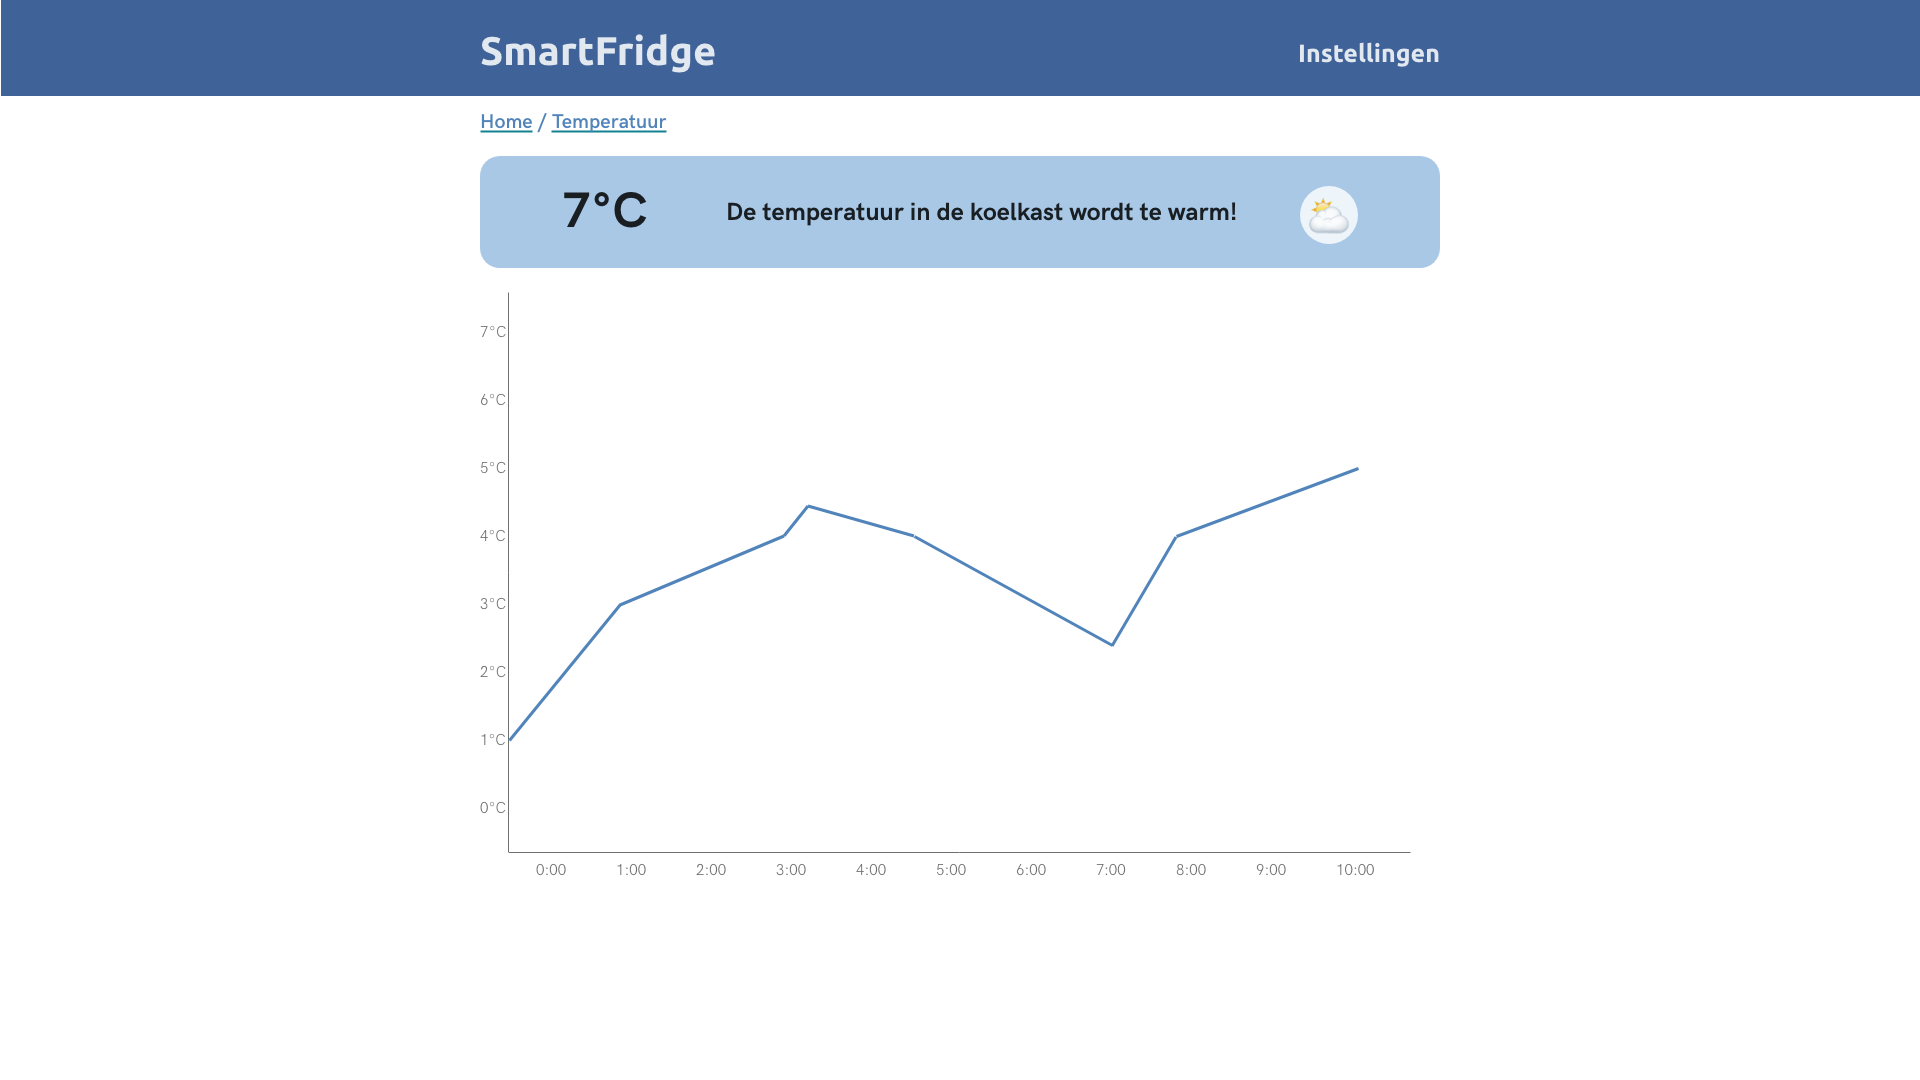 SmartFridge
Instellingen
Home / Temperatuur
7°C
De temperatuur in de koelkast wordt te warm!
7°C
6°C
5°C
4°C
3°C
2°C
1°C
0°C
0:00 1:00 2:00 3:00 4:00 5:00 6:00 7:00 8:00 9:00 10:00